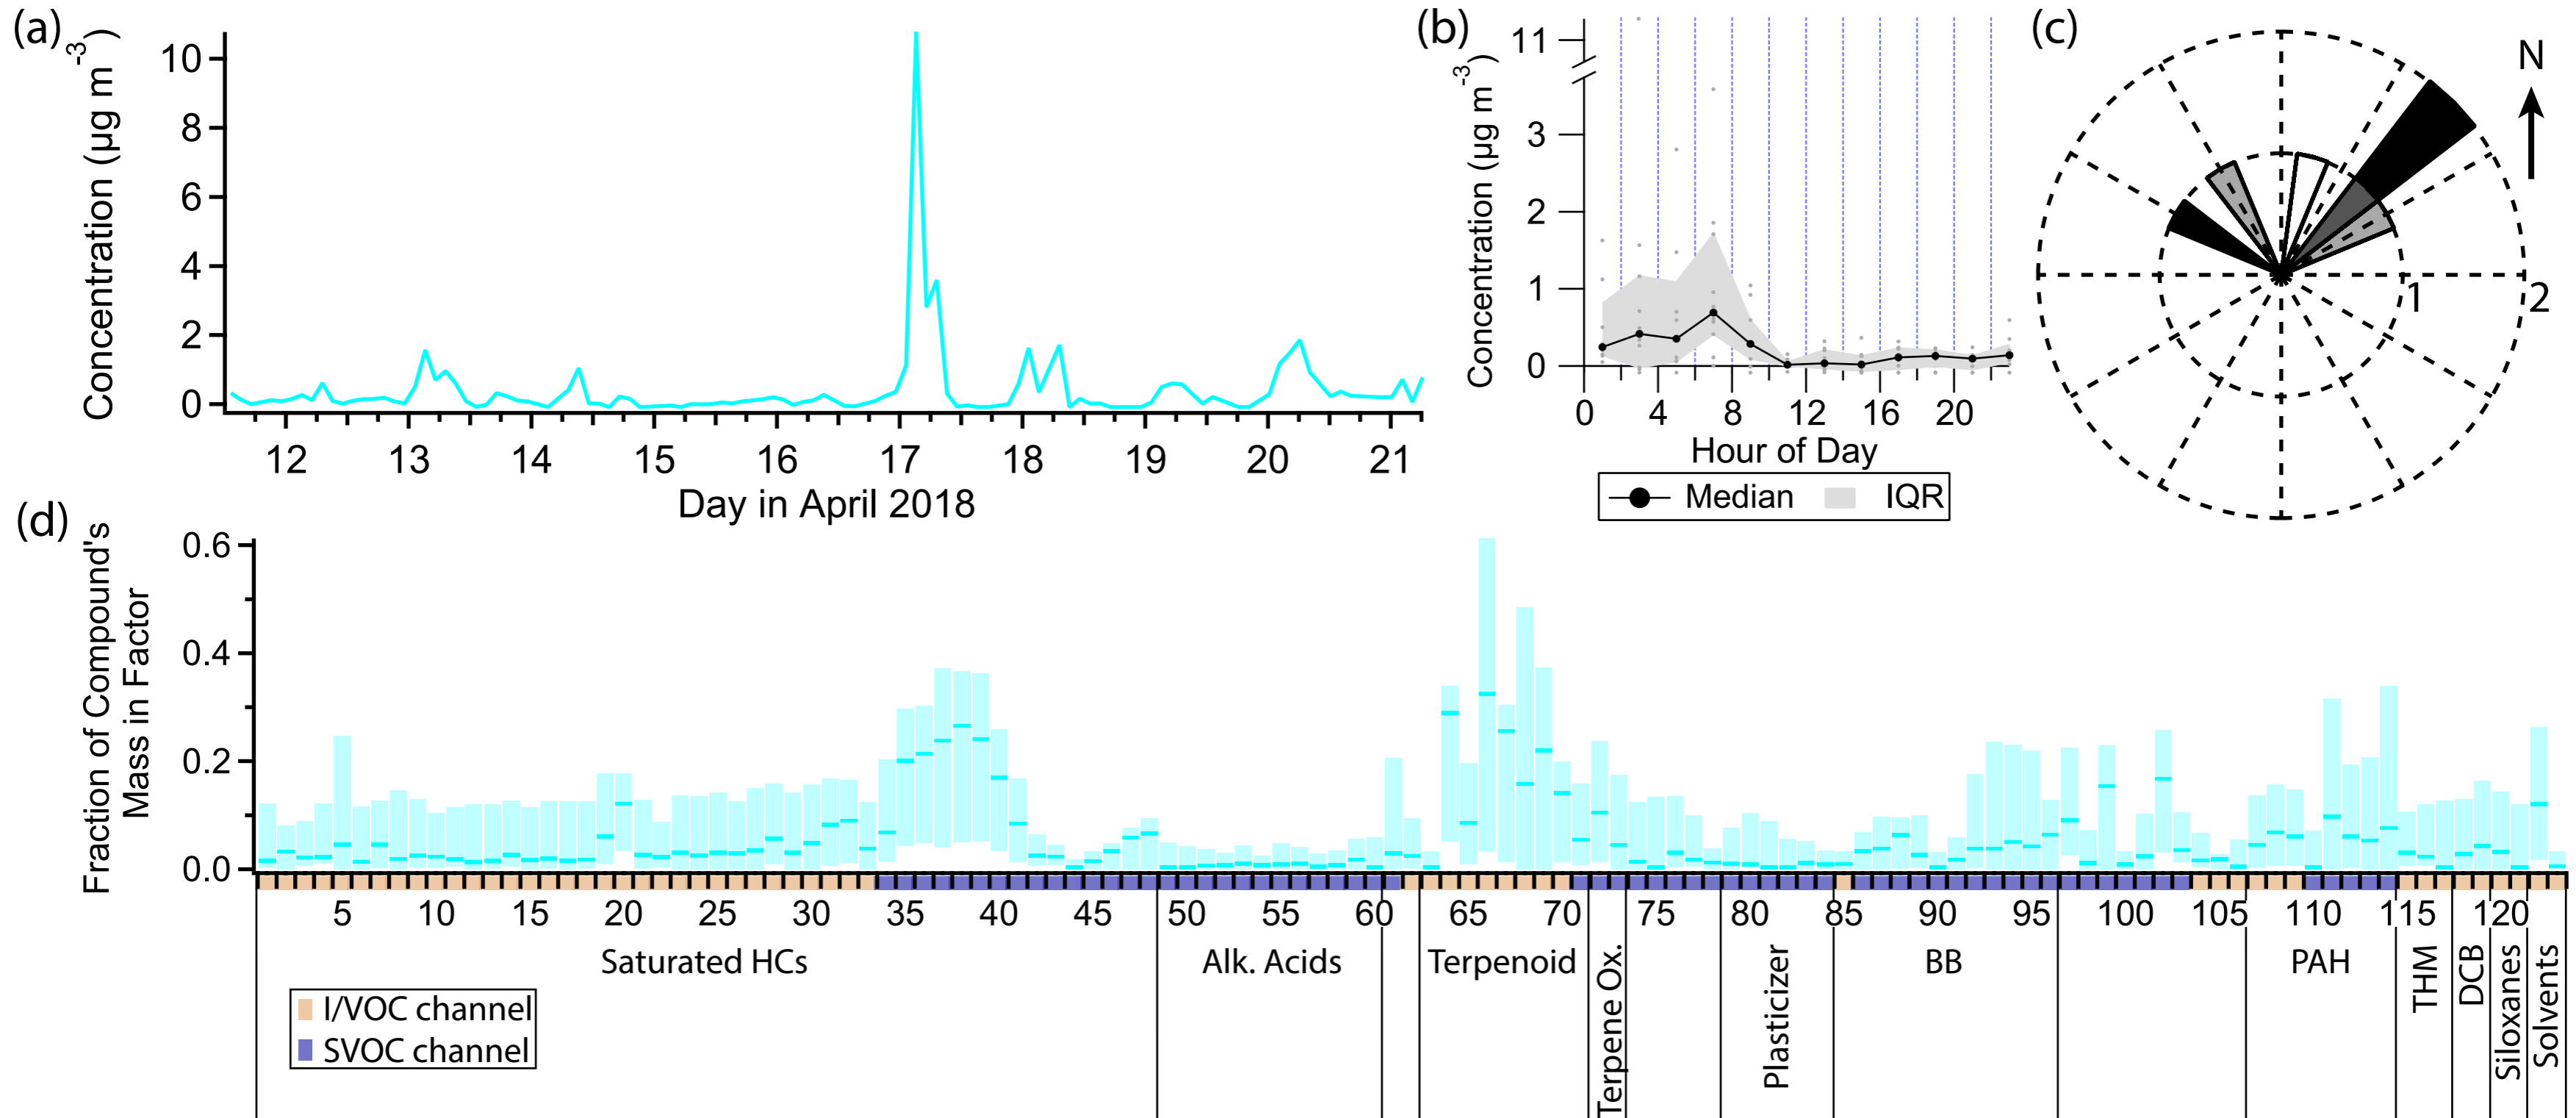 (a)
Concentration (µg m-3)
10
8
6
4
2
0
12 13 14 15 16 17 18 19 20 21
Day in April 2018
(b)
Concentration (µg m-3)
11
3
2
1
0
0 4 8 12 16 20
Hour of Day
Median IQR
(c)
N
1 2
(d)
Fraction of Compound's
Mass in Factor
0.6
0.4
0.2
0.0
5 10 15 20 25 30 35 40 45 50 55 60 65 70 75 80 85 90 95 100 105 110 115 120
Saturated HCs
Alk. Acids
Terpenoid
Terpene Ox.
Plasticizer
BB
PAH
THM
DCB
Siloxanes
Solvents
I/VOC channel
SVOC channel